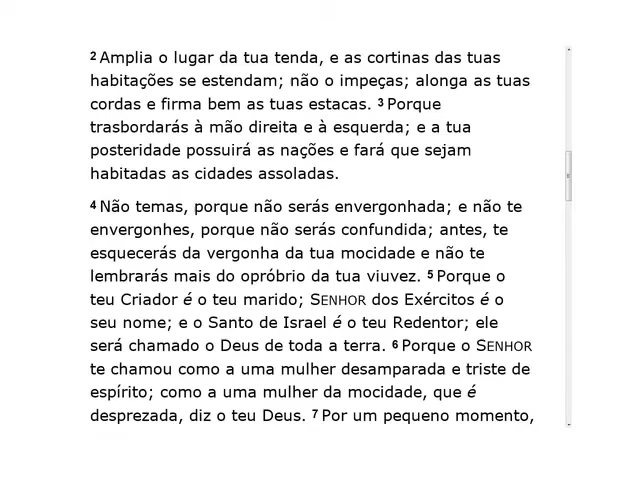 2 Amplia o lugar da tua tenda, e as cortinas das tuas
habitações se estendam; não o impeças; alonga as tuas
cordas e firma bem as tuas estacas. 3 Porque
trasbordarás à mão direita e à esquerda; e a tua
posteridade possuirá as nações e fará que sejam
habitadas as cidades assoladas.
4 Não temas, porque não serás envergonhada; e não te
envergonhes, porque não serás confundida; antes, te
esquecerás da vergonha da tua mocidade e não te
lembrarás mais do opróbrio da tua viuvez. 5 Porque o
teu Criador é o teu marido; SENHOR dos Exércitos é o
seu nome; e o Santo de Israel é o teu Redentor; ele
será chamado o Deus de toda a terra. 6 Porque o SENHOR
te chamou como a uma mulher desamparada e triste de
espírito; como a uma mulher da mocidade, que é
desprezada, diz o teu Deus. 7 Por um pequeno momento,